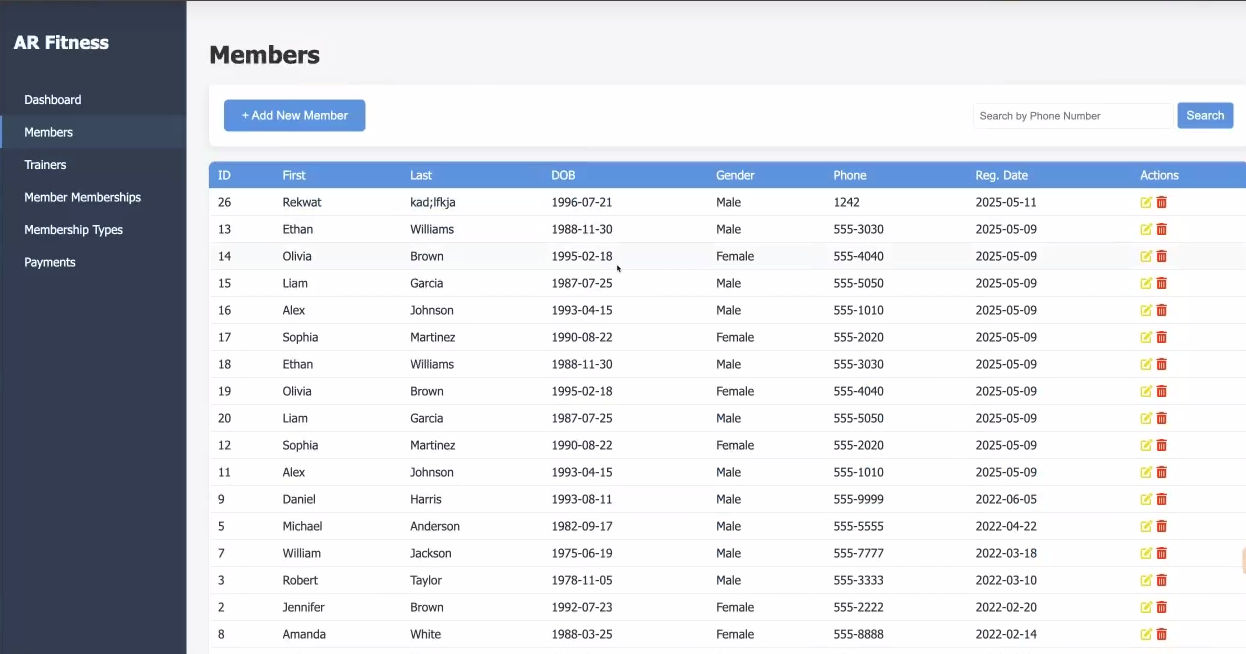 AR Fitness
Dashboard
Members
Trainers
Member Memberships
Membership Types
Payments
Members
+ Add New Member
Search by Phone Number Search
ID First Last DOB Gender Phone Reg. Date Actions
26 Rekwat kad;lfkja 1996-07-21 Male 1242 2025-05-11
13 Ethan Williams 1988-11-30 Male 555-3030 2025-05-09
14 Olivia Brown 1995-02-18 Female 555-4040 2025-05-09
15 Liam Garcia 1987-07-25 Male 555-5050 2025-05-09
16 Alex Johnson 1993-04-15 Male 555-1010 2025-05-09
17 Sophia Martinez 1990-08-22 Female 555-2020 2025-05-09
18 Ethan Williams 1988-11-30 Male 555-3030 2025-05-09
19 Olivia Brown 1995-02-18 Female 555-4040 2025-05-09
20 Liam Garcia 1987-07-25 Male 555-5050 2025-05-09
12 Sophia Martinez 1990-08-22 Female 555-2020 2025-05-09
11 Alex Johnson 1993-04-15 Male 555-1010 2025-05-09
9 Daniel Harris 1993-08-11 Male 555-9999 2022-06-05
5 Michael Anderson 1982-09-17 Male 555-5555 2022-04-22
7 William Jackson 1975-06-19 Male 555-7777 2022-03-18
3 Robert Taylor 1978-11-05 Male 555-3333 2022-03-10
2 Jennifer Brown 1992-07-23 Female 555-2222 2022-02-20
8 Amanda White 1988-03-25 Female 555-8888 2022-02-14